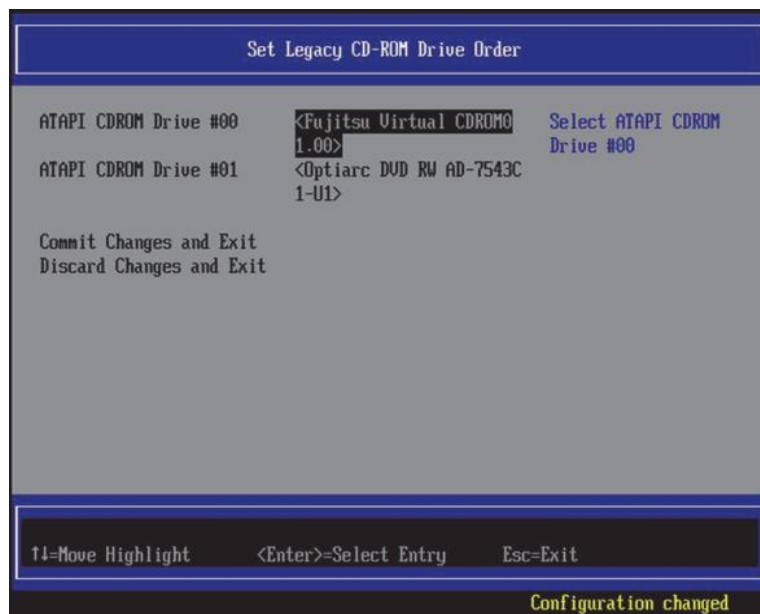 Set Legacy CD-ROM Drive Order
ATAPI CDROM Drive #00 <Fujitsu Virtual CDROM0 Select ATAPI CDROM
1.00> Drive #00
ATAPI CDROM Drive #01 <Optiarc DVD RW AD-7543C
1-U1>
Commit Changes and Exit
Discard Changes and Exit
↑↓=Move Highlight <Enter>=Select Entry Esc=Exit
Configuration changed